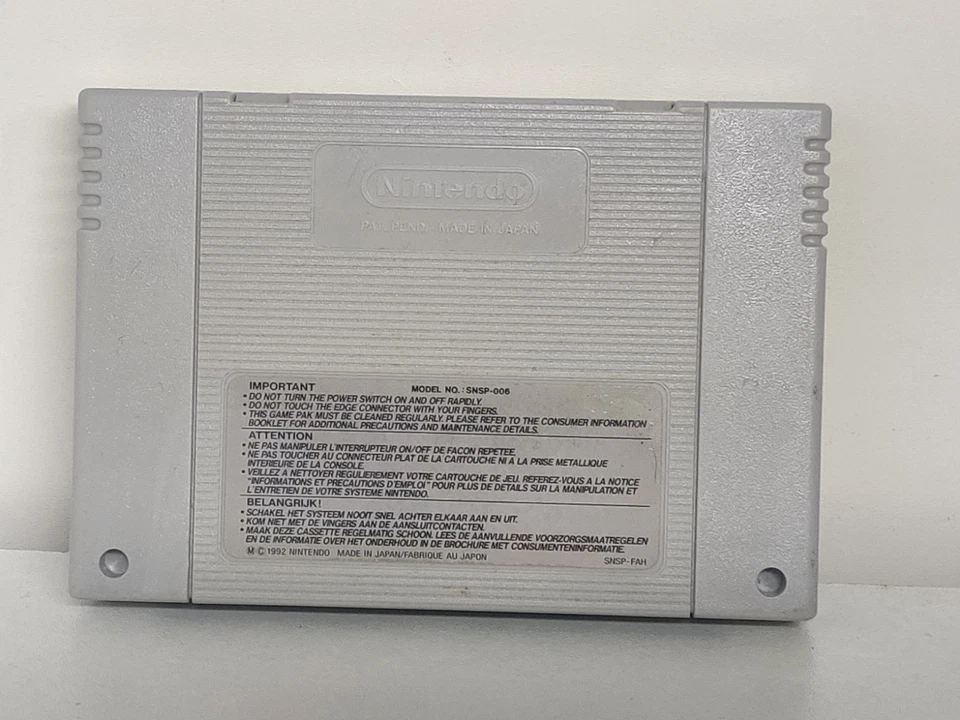 Nintendo
PAT. PEND. MADE IN JAPAN
IMPORTANT MODEL NO.: SNSP-006
• DO NOT TURN THE POWER SWITCH ON AND OFF RAPIDLY.
• DO NOT TOUCH THE EDGE CONNECTOR WITH YOUR FINGERS.
• THIS GAME PAK MUST BE CLEANED REGULARLY. PLEASE REFER TO THE CONSUMER INFORMATION
BOOKLET FOR ADDITIONAL PRECAUTIONS AND MAINTENANCE DETAILS.
ATTENTION
• NE PAS MANIPULER L'INTERRUPTEUR ON/OFF DE FACON REPETEE.
• NE PAS TOUCHER AU CONNECTEUR PLAT DE LA CARTOUCHE NI A LA PRISE METALLIQUE
INTERIEURE DE LA CONSOLE.
• VEILLEZ A NETTOYER REGULIEREMENT VOTRE CARTOUCHE DE JEU. REFEREZ-VOUS A LA NOTICE
"INFORMATIONS ET PRECAUTIONS D'EMPLOI" POUR PLUS DE DETAILS SUR LA MANIPULATION ET
L'ENTRETIEN DE VOTRE SYSTEME NINTENDO.
BELANGRIJK!
• SCHAKEL HET SYSTEEM NOOIT SNEL ACHTER ELKAAR AAN EN UIT.
• KOM NIET MET DE VINGERS AAN DE AANSLUITCONTACTEN.
• MAAK DEZE CASSETTE REGELMATIG SCHOON. LEES DE AANVULLENDE VOORZORGSMAATREGELEN
EN DE INFORMATIE OVER HET ONDERHOUD IN DE BROCHURE MET CONSUMENTENINFORMATIE.
M © 1992 NINTENDO MADE IN JAPAN/FABRIQUE AU JAPON SNSP-FAH